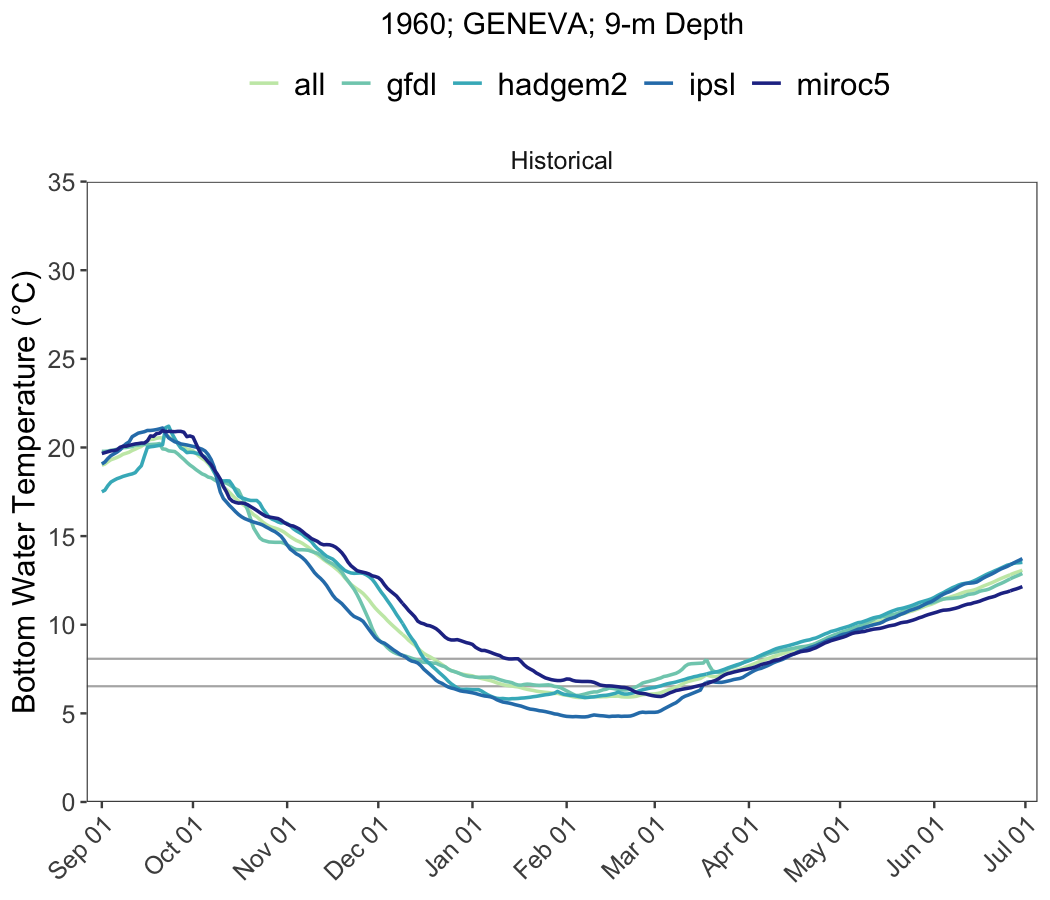 1960; GENEVA; 9-m Depth
all gfdl hadgem2 ipsl miroc5
Historical
Bottom Water Temperature (°C)
35
30
25
20
15
10
5
0
Sep 01 Oct 01 Nov 01 Dec 01 Jan 01 Feb 01 Mar 01 Apr 01 May 01 Jun 01 Jul 01